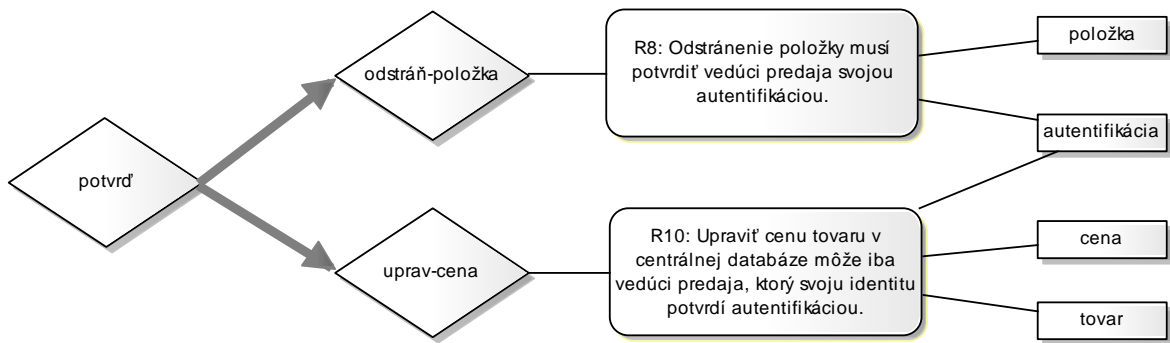 potvrď
odstráň-položka
R8: Odstránenie položky musí
potvrdiť vedúci predaja svojou
autentifikáciou.
položka
autentifikácia
uprav-cena
R10: Upraviť cenu tovaru v
centrálnej databáze môže iba
vedúci predaja, ktorý svoju identitu
potvrdí autentifikáciou.
cena
tovar